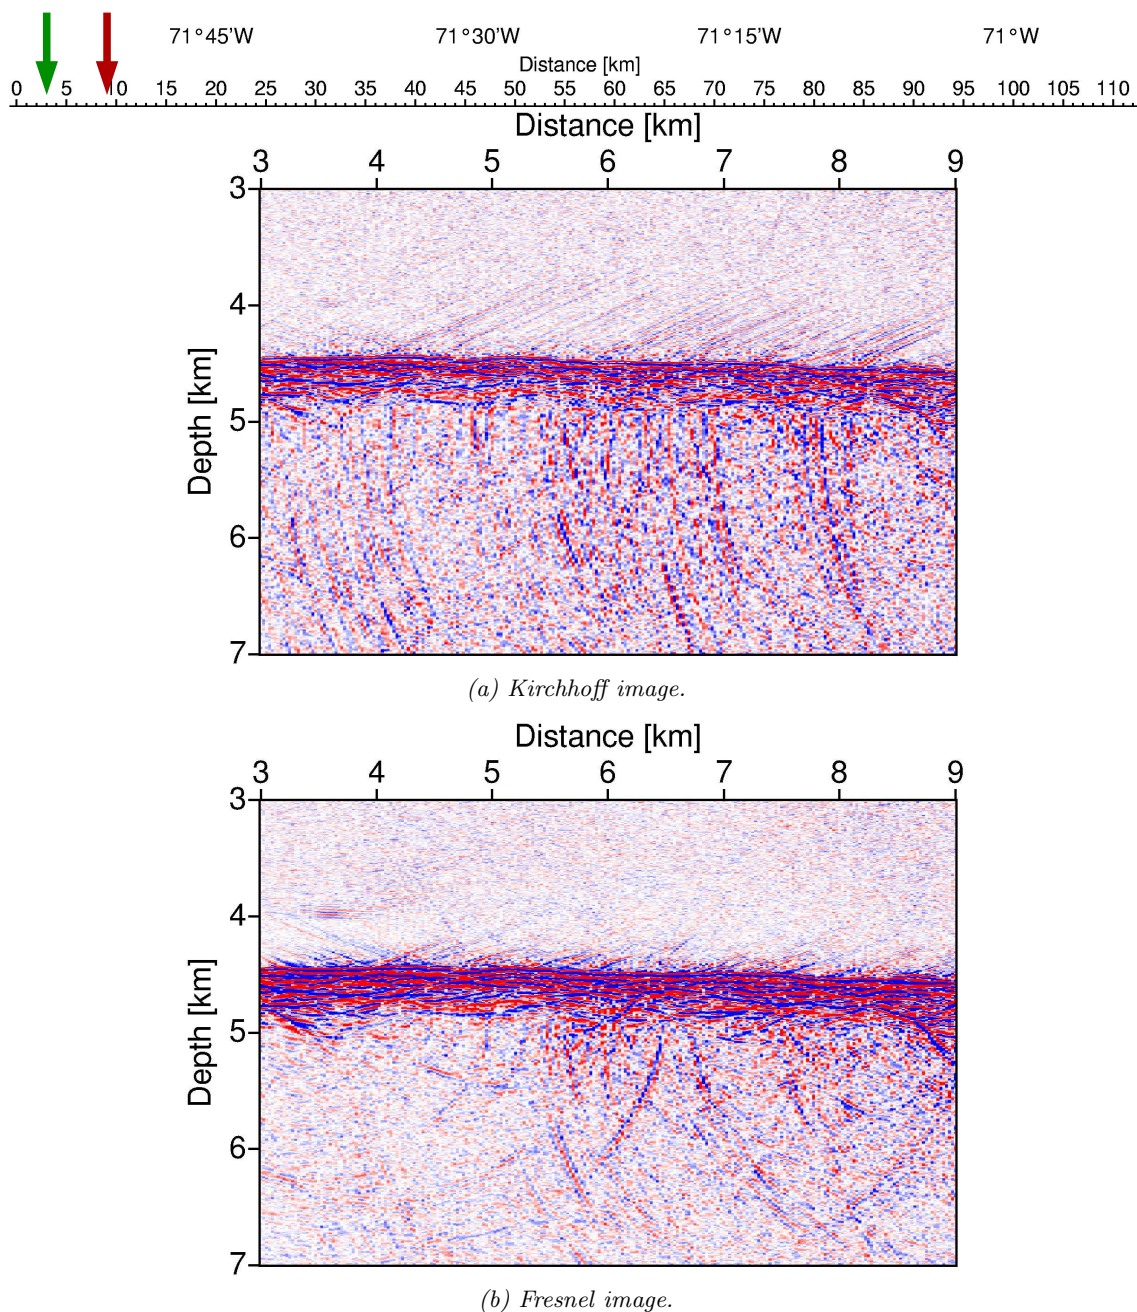 71°45'W 71°30'W 71°15'W 71°W
Distance [km]
0 5 10 15 20 25 30 35 40 45 50 55 60 65 70 75 80 85 90 95 100 105 110
Distance [km]
3 4 5 6 7 8 9
3
4
5
6
7
Depth [km]
(a) Kirchhoff image.
Distance [km]
3 4 5 6 7 8 9
3
4
5
6
7
Depth [km]
(b) Fresnel image.